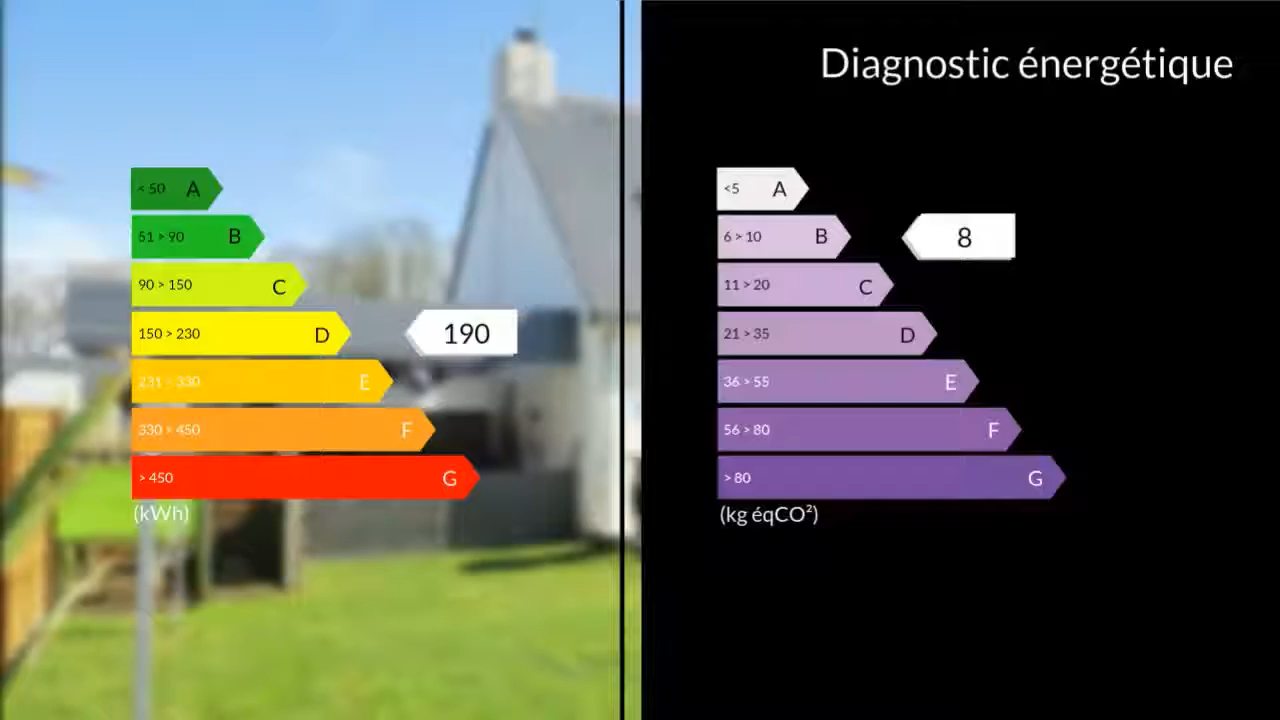 Diagnostic énergétique
< 50 A
51 > 90 B
90 > 150 C
150 > 230 D
190
231 > 330 E
330 > 450 F
> 450 G
(kWh)
<5 A
6 > 10 B
8
11 > 20 C
21 > 35 D
36 > 55 E
56 > 80 F
> 80 G
(kg éqCO²)